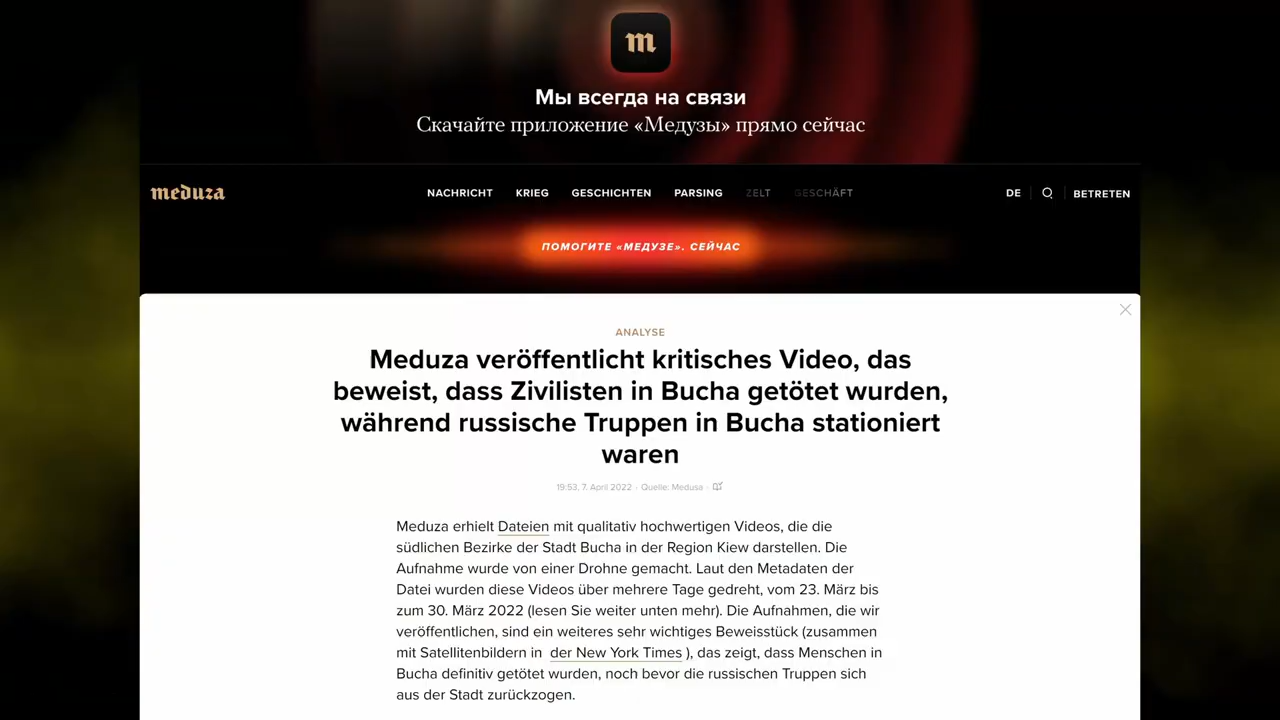 m
Мы всегда на связи
Скачайте приложение «Медузы» прямо сейчас
meduza
NACHRICHT KRIEG GESCHICHTEN PARSING ZELT GESCHÄFT
DE BETRETEN
ПОМОГИТЕ «МЕДУЗЕ». СЕЙЧАС
ANALYSE
Meduza veröffentlicht kritisches Video, das
beweist, dass Zivilisten in Bucha getötet wurden,
während russische Truppen in Bucha stationiert
waren
19:53, 7. April 2022 · Quelle: Medusa ·
Meduza erhielt Dateien mit qualitativ hochwertigen Videos, die die
südlichen Bezirke der Stadt Bucha in der Region Kiew darstellen. Die
Aufnahme wurde von einer Drohne gemacht. Laut den Metadaten der
Datei wurden diese Videos über mehrere Tage gedreht, vom 23. März bis
zum 30. März 2022 (lesen Sie weiter unten mehr). Die Aufnahmen, die wir
veröffentlichen, sind ein weiteres sehr wichtiges Beweisstück (zusammen
mit Satellitenbildern in der New York Times ), das zeigt, dass Menschen in
Bucha definitiv getötet wurden, noch bevor die russischen Truppen sich
aus der Stadt zurückzogen.